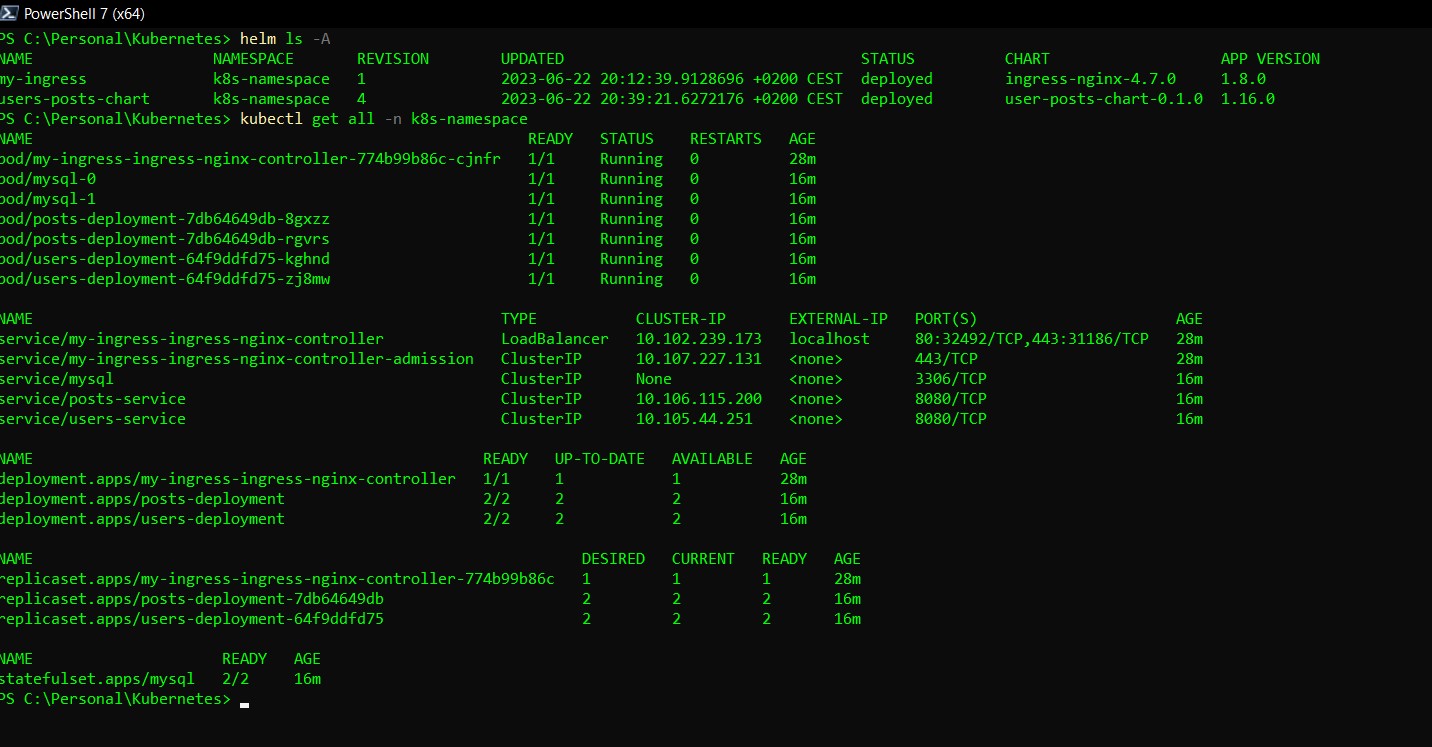 PowerShell 7 (x64)
PS C:\Personal\Kubernetes> helm ls -A
NAME NAMESPACE REVISION UPDATED STATUS CHART APP VERSION
my-ingress k8s-namespace 1 2023-06-22 20:12:39.9128696 +0200 CEST deployed ingress-nginx-4.7.0 1.8.0
users-posts-chart k8s-namespace 4 2023-06-22 20:39:21.6272176 +0200 CEST deployed user-posts-chart-0.1.0 1.16.0
PS C:\Personal\Kubernetes> kubectl get all -n k8s-namespace
NAME READY STATUS RESTARTS AGE
pod/my-ingress-ingress-nginx-controller-774b99b86c-cjnfr 1/1 Running 0 28m
pod/mysql-0 1/1 Running 0 16m
pod/mysql-1 1/1 Running 0 16m
pod/posts-deployment-7db64649db-8gxzz 1/1 Running 0 16m
pod/posts-deployment-7db64649db-rgvrs 1/1 Running 0 16m
pod/users-deployment-64f9ddfd75-kghnd 1/1 Running 0 16m
pod/users-deployment-64f9ddfd75-zj8mw 1/1 Running 0 16m
NAME TYPE CLUSTER-IP EXTERNAL-IP PORT(S) AGE
service/my-ingress-ingress-nginx-controller LoadBalancer 10.102.239.173 localhost 80:32492/TCP,443:31186/TCP 28m
service/my-ingress-ingress-nginx-controller-admission ClusterIP 10.107.227.131 <none> 443/TCP 28m
service/mysql ClusterIP None <none> 3306/TCP 16m
service/posts-service ClusterIP 10.106.115.200 <none> 8080/TCP 16m
service/users-service ClusterIP 10.105.44.251 <none> 8080/TCP 16m
NAME READY UP-TO-DATE AVAILABLE AGE
deployment.apps/my-ingress-ingress-nginx-controller 1/1 1 1 28m
deployment.apps/posts-deployment 2/2 2 2 16m
deployment.apps/users-deployment 2/2 2 2 16m
NAME DESIRED CURRENT READY AGE
replicaset.apps/my-ingress-ingress-nginx-controller-774b99b86c 1 1 1 28m
replicaset.apps/posts-deployment-7db64649db 2 2 2 16m
replicaset.apps/users-deployment-64f9ddfd75 2 2 2 16m
NAME READY AGE
statefulset.apps/mysql 2/2 16m
PS C:\Personal\Kubernetes>